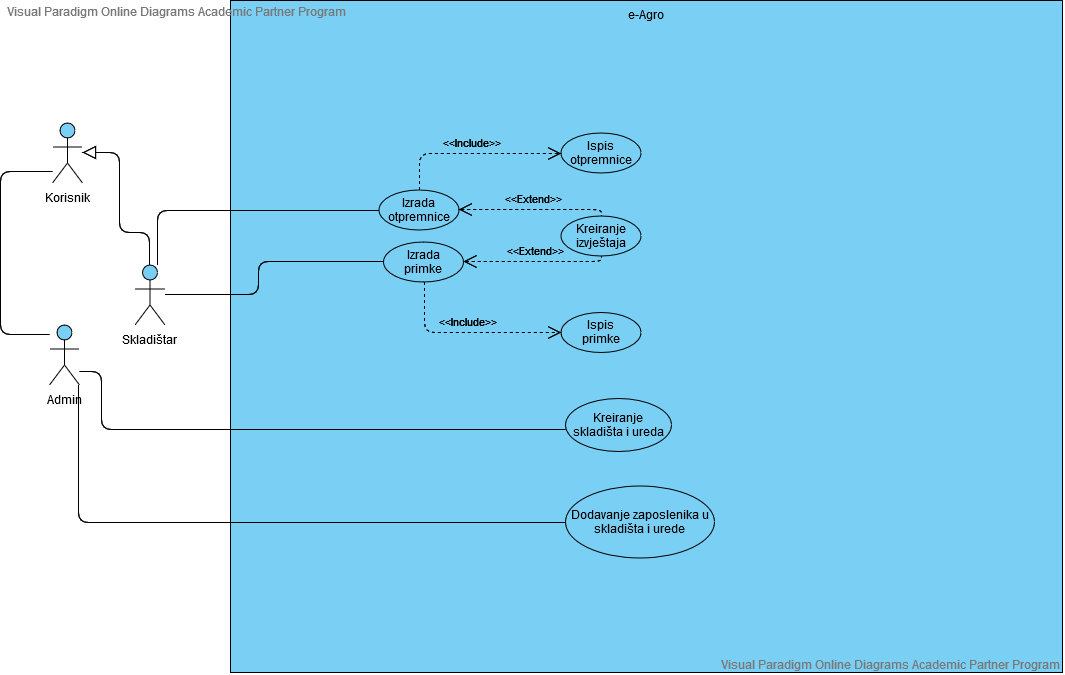 Visual Paradigm Online Diagrams Academic Partner Program
e-Agro
Korisnik
Skladištar
Admin
<<Include>>
Ispis
otpremnice
Izrada
otpremnice
<<Extend>>
Kreiranje
izvještaja
<<Extend>>
Izrada
primke
<<Include>>
Ispis
primke
Kreiranje
skladišta i ureda
Dodavanje zaposlenika u
skladišta i urede
Visual Paradigm Online Diagrams Academic Partner Program